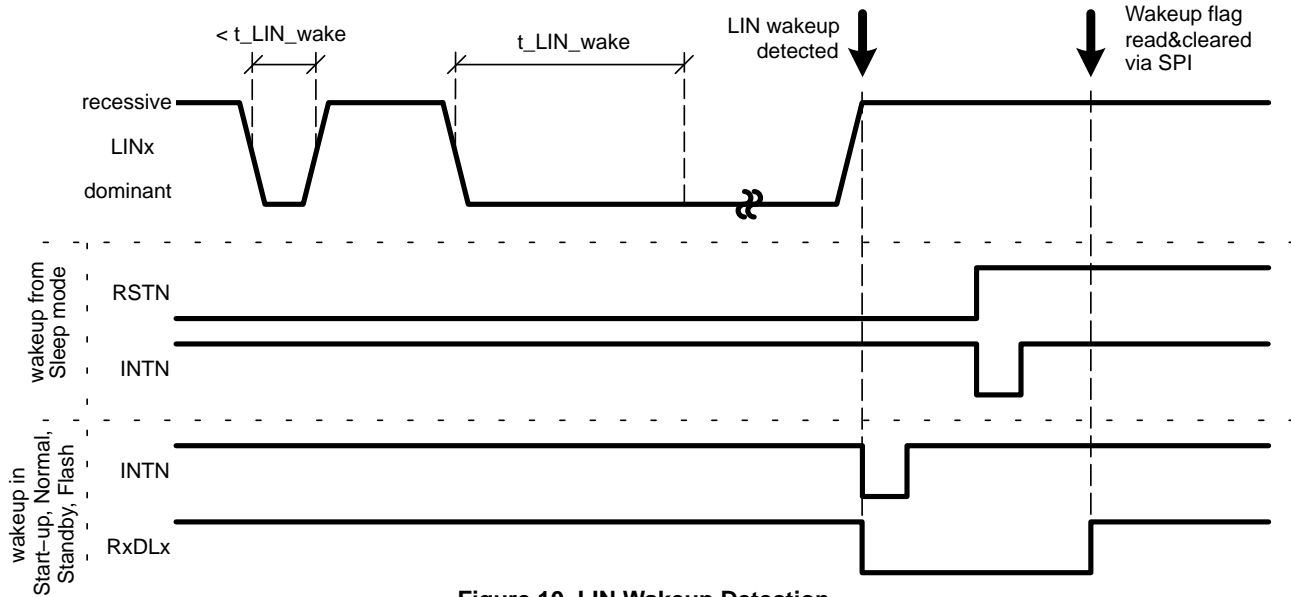 < t_LIN_wake
t_LIN_wake
LIN wakeup
detected
Wakeup flag
read&cleared
via SPI
recessive
LINx
dominant
wakeup from
Sleep mode
RSTN
INTN
wakeup in
Start−up, Normal,
Standby, Flash
INTN
RxDLx
Figure 10. LIN Wakeup Detection